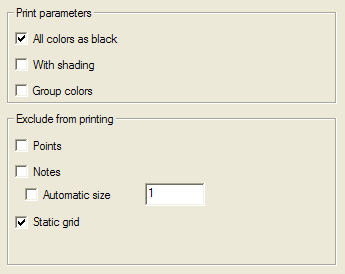 Print parameters
All colors as black
With shading
Group colors
Exclude from printing
Points
Notes
Automatic size 1
Static grid